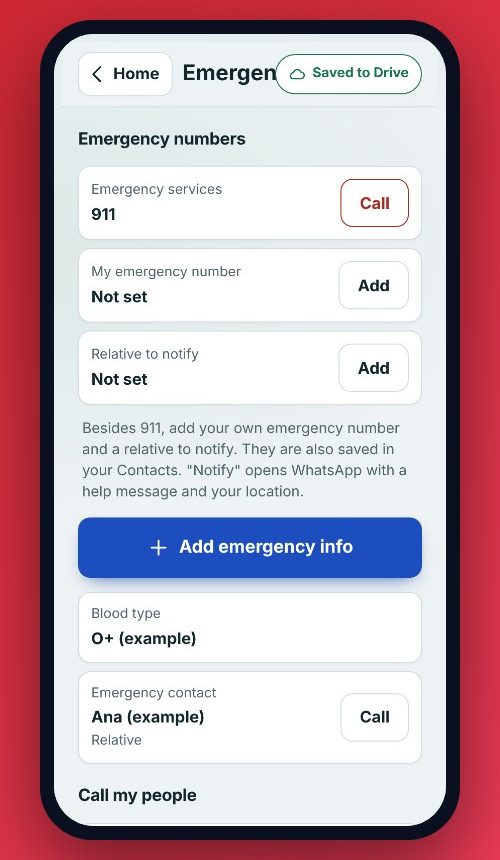 Home
Emergen
Saved to Drive
Emergency numbers
Emergency services
911
Call
My emergency number
Not set
Add
Relative to notify
Not set
Add
Besides 911, add your own emergency number
and a relative to notify. They are also saved in
your Contacts. "Notify" opens WhatsApp with a
help message and your location.
Add emergency info
Blood type
O+ (example)
Emergency contact
Ana (example)
Relative
Call
Call my people